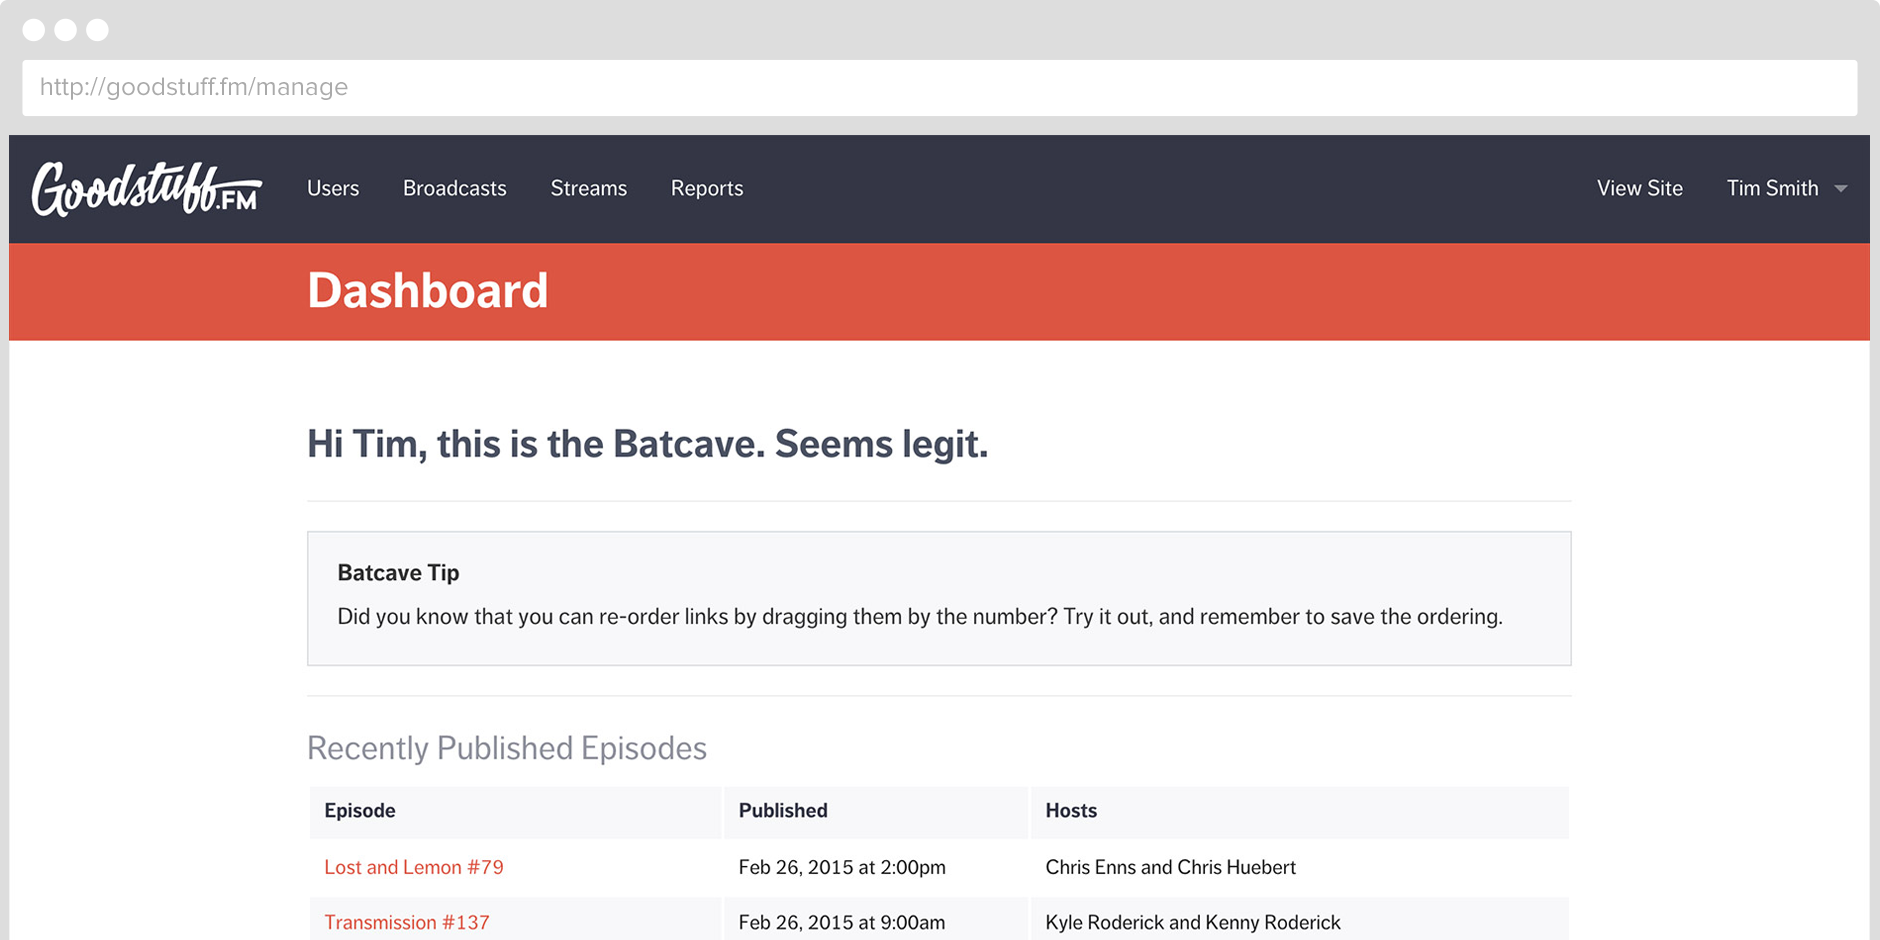 http://goodstuff.fm/manage
Goodstuff.FM Users Broadcasts Streams Reports View Site Tim Smith
Dashboard
Hi Tim, this is the Batcave. Seems legit.
Batcave Tip
Did you know that you can re-order links by dragging them by the number? Try it out, and remember to save the ordering.
Recently Published Episodes
Episode Published Hosts
Lost and Lemon #79 Feb 26, 2015 at 2:00pm Chris Enns and Chris Huebert
Transmission #137 Feb 26, 2015 at 9:00am Kyle Roderick and Kenny Roderick